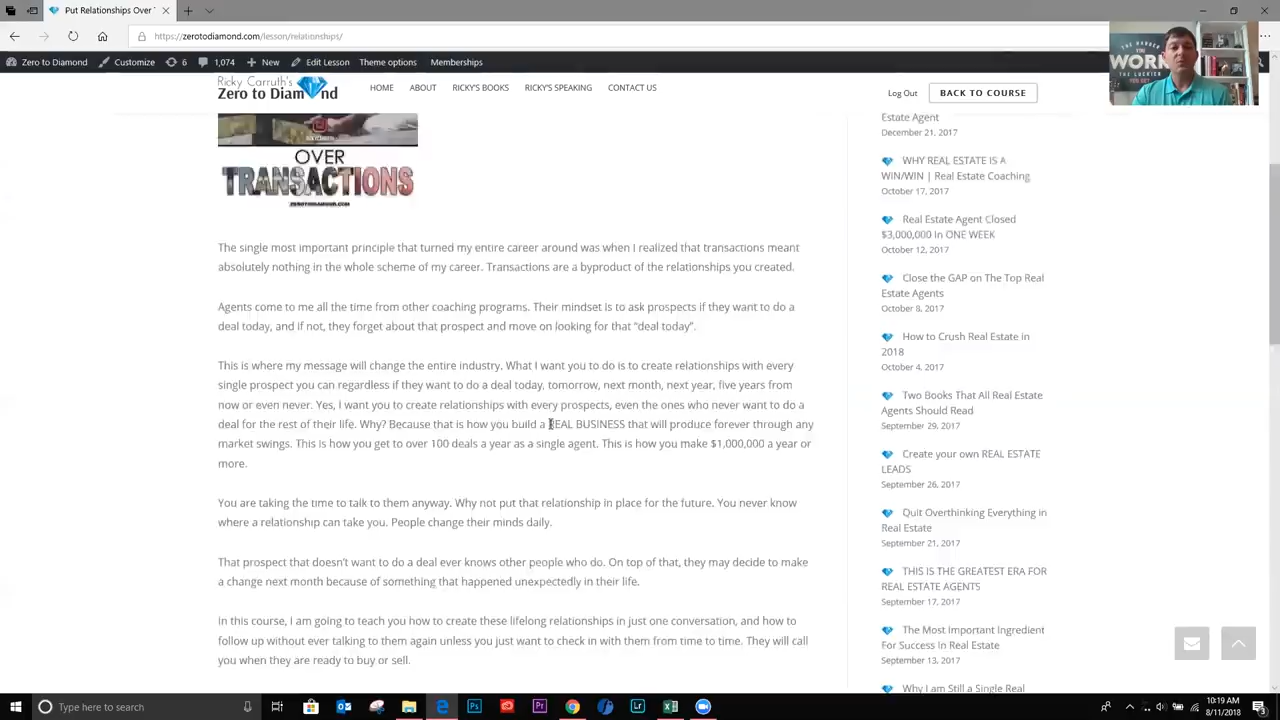 Put Relationships Over
https://zerotodiamond.com/lesson/relationships/
Zero to Diamond
Customize
6
1,074
New
Edit Lesson
Theme options
Memberships
THE HARDER
WORK
THE LUCKIER
YOU GET
Ricky Carruth's
Zero to Diamond
HOME
ABOUT
RICKY'S BOOKS
RICKY'S SPEAKING
CONTACT US
Log Out
BACK TO COURSE
OVER
TRANSACTIONS
ZEROTODIAMOND.COM
The single most important principle that turned my entire career around was when I realized that transactions meant
absolutely nothing in the whole scheme of my career. Transactions are a byproduct of the relationships you created.
Agents come to me all the time from other coaching programs. Their mindset is to ask prospects if they want to do a
deal today, and if not, they forget about that prospect and move on looking for that “deal today”.
This is where my message will change the entire industry. What I want you to do is to create relationships with every
single prospect you can regardless if they want to do a deal today, tomorrow, next month, next year, five years from
now or even never. Yes, I want you to create relationships with every prospects, even the ones who never want to do a
deal for the rest of their life. Why? Because that is how you build a REAL BUSINESS that will produce forever through any
market swings. This is how you get to over 100 deals a year as a single agent. This is how you make $1,000,000 a year or
more.
You are taking the time to talk to them anyway. Why not put that relationship in place for the future. You never know
where a relationship can take you. People change their minds daily.
That prospect that doesn’t want to do a deal ever knows other people who do. On top of that, they may decide to make
a change next month because of something that happened unexpectedly in their life.
In this course, I am going to teach you how to create these lifelong relationships in just one conversation, and how to
follow up without ever talking to them again unless you just want to check in with them from time to time. They will call
you when they are ready to buy or sell.
Estate Agent
December 21, 2017
WHY REAL ESTATE IS A
WIN/WIN | Real Estate Coaching
October 17, 2017
Real Estate Agent Closed
$3,000,000 in ONE WEEK
October 12, 2017
Close the GAP on The Top Real
Estate Agents
October 8, 2017
How to Crush Real Estate in
2018
October 4, 2017
Two Books That All Real Estate
Agents Should Read
September 29, 2017
Create your own REAL ESTATE
LEADS
September 26, 2017
Quit Overthinking Everything in
Real Estate
September 21, 2017
THIS IS THE GREATEST ERA FOR
REAL ESTATE AGENTS
September 17, 2017
The Most Important Ingredient
For Success In Real Estate
September 13, 2017
Why I am Still a Single Real
Type here to search
10:19 AM
8/11/2018